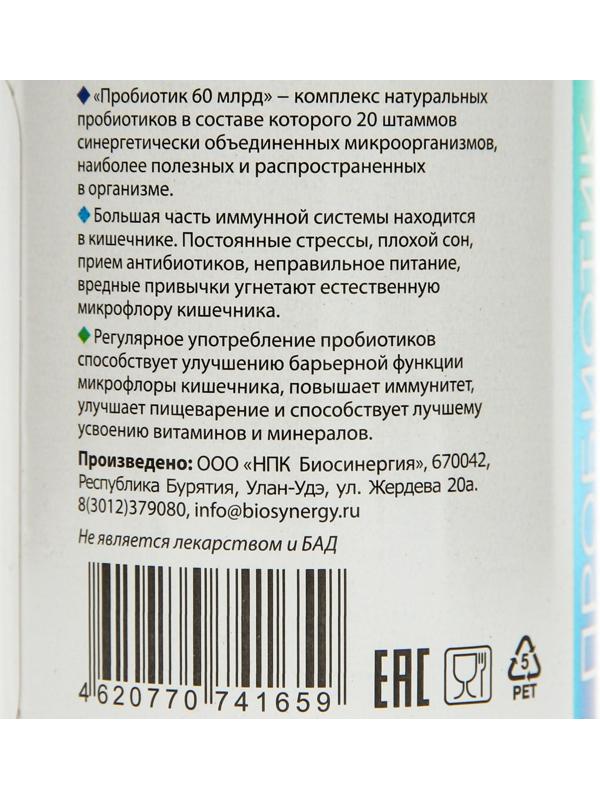 «Пробиотик 60 млрд» – комплекс натуральных
пробиотиков в составе которого 20 штаммов
синергетически объединенных микроорганизмов,
наиболее полезных и распространенных
в организме.
Большая часть иммунной системы находится
в кишечнике. Постоянные стрессы, плохой сон,
прием антибиотиков, неправильное питание,
вредные привычки угнетают естественную
микрофлору кишечника.
Регулярное употребление пробиотиков
способствует улучшению барьерной функции
микрофлоры кишечника, повышает иммунитет,
улучшает пищеварение и способствует лучшему
усвоению витаминов и минералов.
Произведено: ООО «НПК Биосинергия», 670042,
Республика Бурятия, Улан-Удэ, ул. Жердева 20а.
8(3012)379080, info@biosynergy.ru
Не является лекарством и БАД
4 620770 741659
EAC
5
PET
ПРОБИОТИК